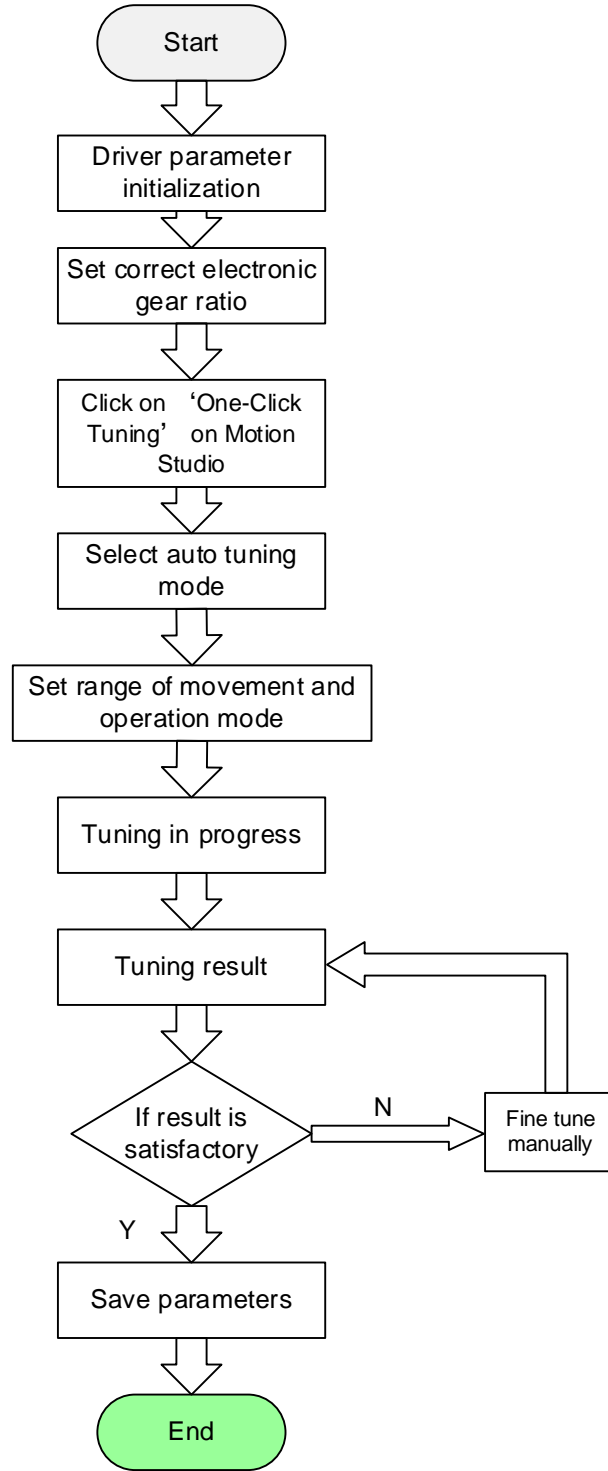 Start
Driver parameter
initialization
Set correct electronic
gear ratio
Click on ‘One-Click
Tuning’ on Motion
Studio
Select auto tuning
mode
Set range of movement and
operation mode
Tuning in progress
Tuning result
If result is
satisfactory
N
Fine tune
manually
Y
Save parameters
End